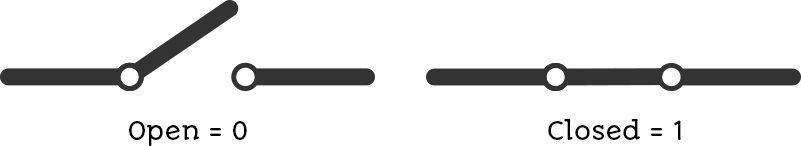 Open = 0
Closed = 1